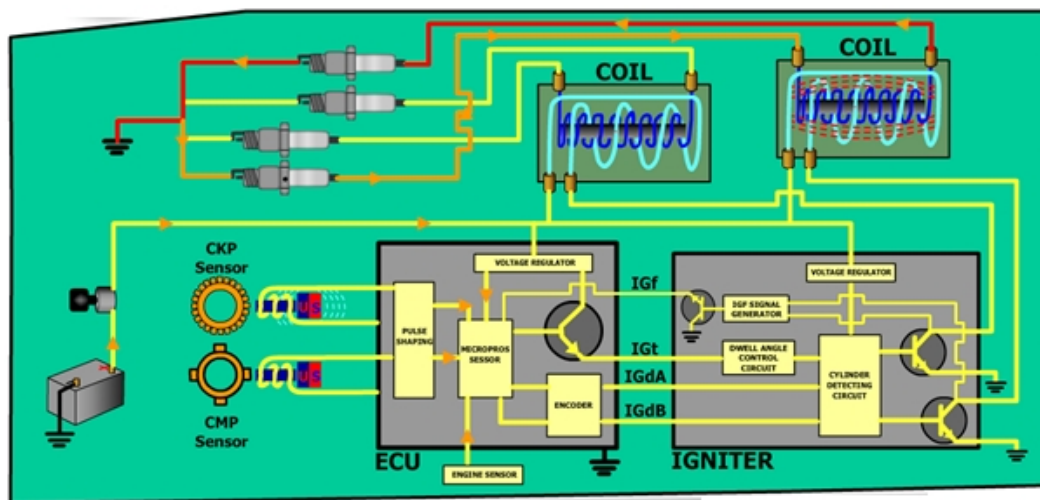 COIL
COIL
CKP
Sensor
CMP
Sensor
U S
U S
VOLTAGE REGULATOR
PULSE
SHAPING
MICROPROS
SENSOR
ENCODER
ECU
ENGINE SENSOR
IGf
IGt
IGdA
IGdB
VOLTAGE REGULATOR
IGF SIGNAL
GENERATOR
DWELL ANGLE
CONTROL
CIRCUIT
CYLINDER
DETECTING
CIRCUIT
IGNITER